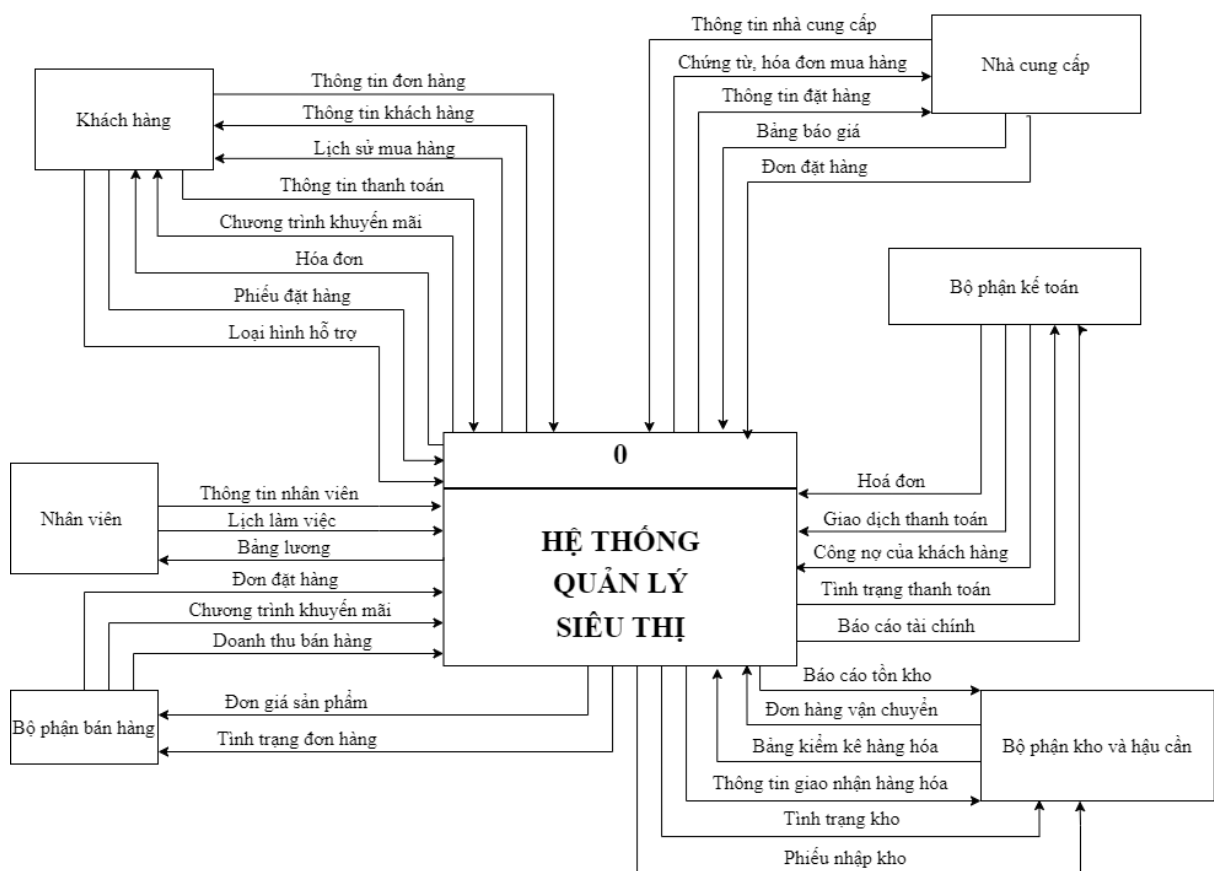 Thông tin nhà cung cấp
Nhà cung cấp
Chứng từ, hóa đơn mua hàng
Thông tin đặt hàng
Bảng báo giá
Đơn đặt hàng
Khách hàng
Thông tin đơn hàng
Thông tin khách hàng
Lịch sử mua hàng
Thông tin thanh toán
Chương trình khuyến mãi
Hóa đơn
Phiếu đặt hàng
Loại hình hỗ trợ
Bộ phận kế toán
0
HỆ THỐNG
QUẢN LÝ
SIÊU THỊ
Hoá đơn
Giao dịch thanh toán
Công nợ của khách hàng
Tình trạng thanh toán
Báo cáo tài chính
Nhân viên
Thông tin nhân viên
Lịch làm việc
Bảng lương
Đơn đặt hàng
Chương trình khuyến mãi
Doanh thu bán hàng
Bộ phận bán hàng
Đơn giá sản phẩm
Tình trạng đơn hàng
Báo cáo tồn kho
Đơn hàng vận chuyển
Bảng kiểm kê hàng hóa
Bộ phận kho và hậu cần
Thông tin giao nhận hàng hóa
Tình trạng kho
Phiếu nhập kho